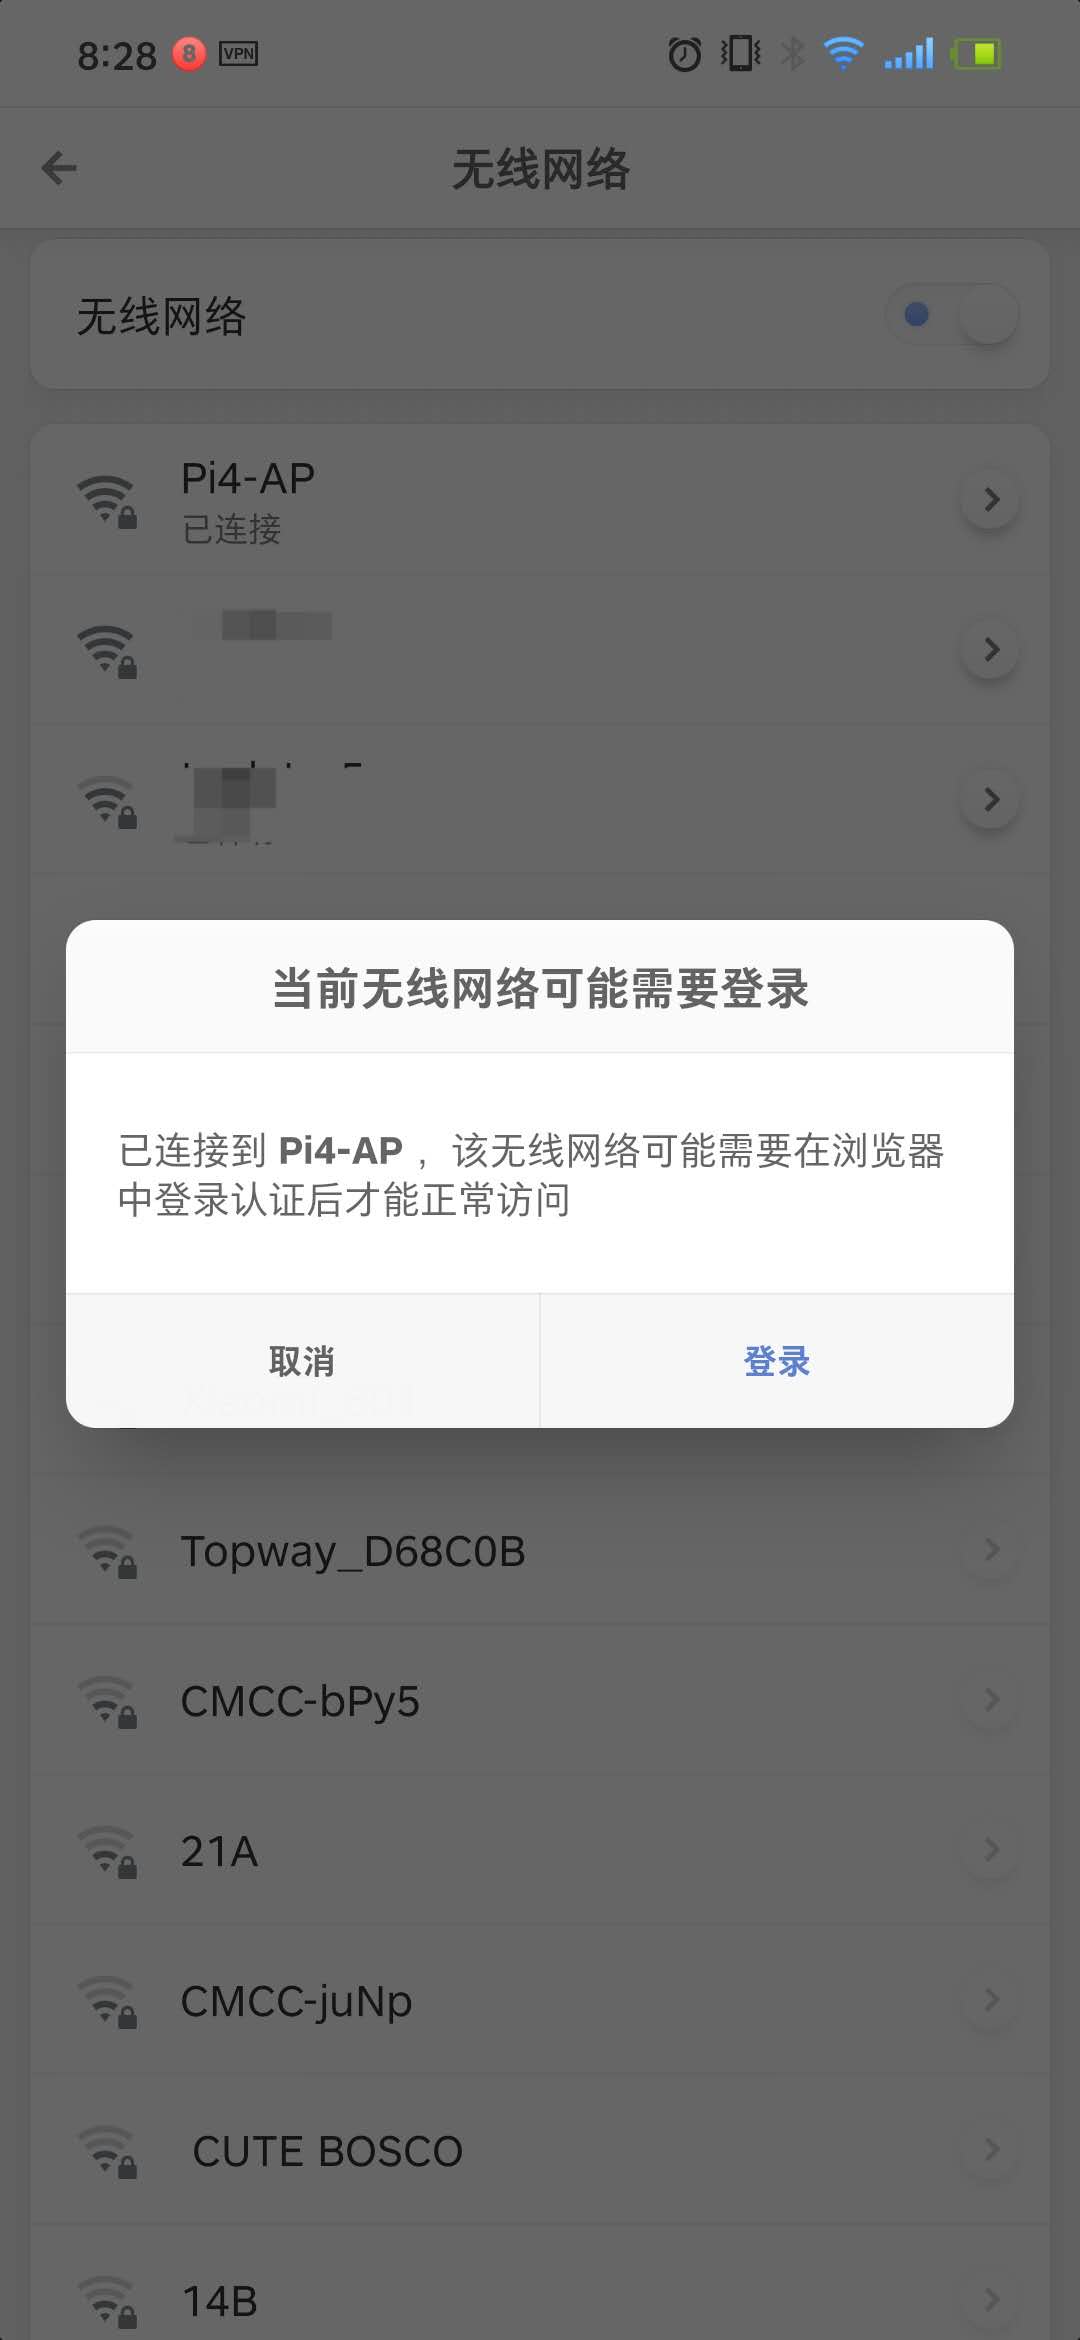 8:28 8 VPN
无线网络
无线网络
Pi4-AP
已连接
当前无线网络可能需要登录
已连接到 Pi4-AP ，该无线网络可能需要在浏览器
中登录认证后才能正常访问
取消
登录
Topway_D68C0B
CMCC-bPy5
21A
CMCC-juNp
CUTE BOSCO
14B